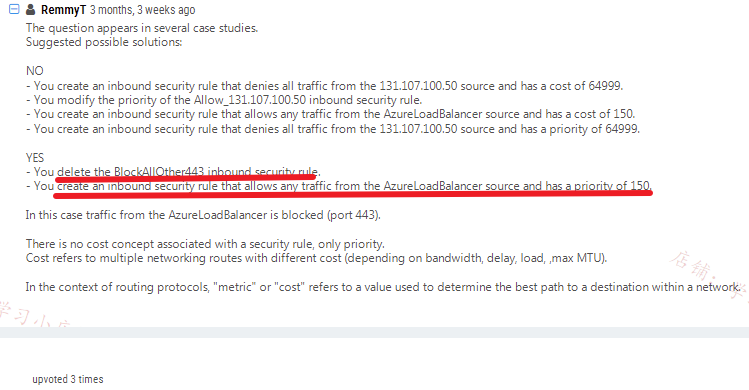 RemmyT 3 months, 3 weeks ago
The question appears in several case studies.
Suggested possible solutions:
NO
- You create an inbound security rule that denies all traffic from the 131.107.100.50 source and has a cost of 64999.
- You modify the priority of the Allow_131.107.100.50 inbound security rule.
- You create an inbound security rule that allows any traffic from the AzureLoadBalancer source and has a cost of 150.
- You create an inbound security rule that denies all traffic from the 131.107.100.50 source and has a priority of 64999.
YES
- You delete the BlockAllOther443 inbound security rule.
- You create an inbound security rule that allows any traffic from the AzureLoadBalancer source and has a priority of 150.
In this case traffic from the AzureLoadBalancer is blocked (port 443).
There is no cost concept associated with a security rule, only priority.
Cost refers to multiple networking routes with different cost (depending on bandwidth, delay, load, ,max MTU).
店铺：学
In the context of routing protocols, "metric" or "cost" refers to a value used to determine the best path to a destination within a network.
学习小店
upvoted 3 times